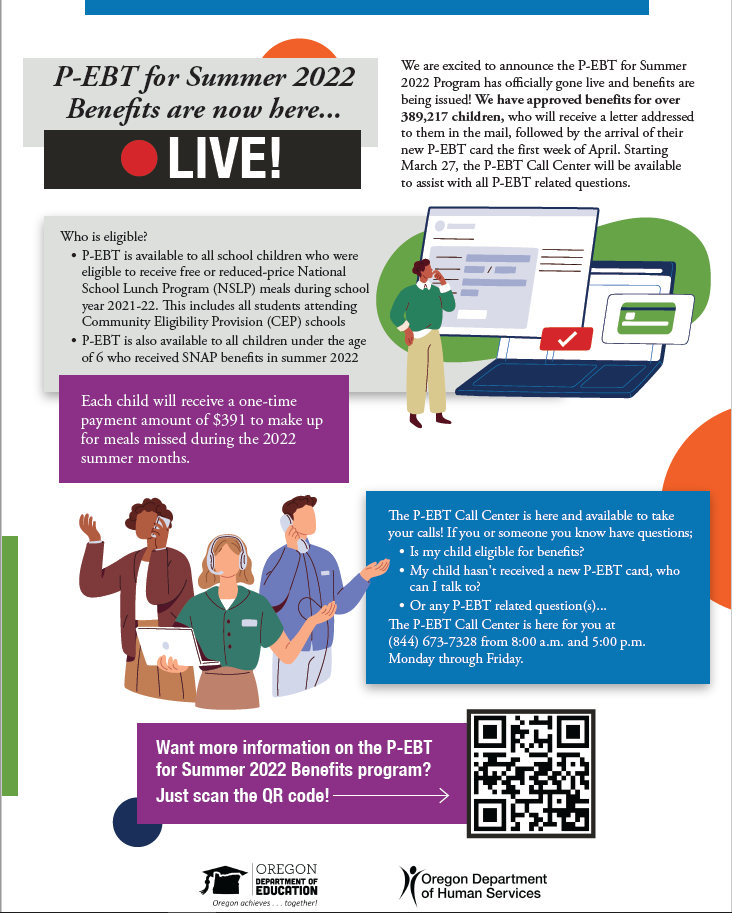 P-EBT for Summer 2022
Benefits are now here...
LIVE!
We are excited to announce the P-EBT for Summer
2022 Program has officially gone live and benefits are
being issued! We have approved benefits for over
389,217 children, who will receive a letter addressed
to them in the mail, followed by the arrival of their
new P-EBT card the first week of April. Starting
March 27, the P-EBT Call Center will be available
to assist with all P-EBT related questions.
Who is eligible?
• P-EBT is available to all school children who were
eligible to receive free or reduced-price National
School Lunch Program (NSLP) meals during school
year 2021-22. This includes all students attending
Community Eligibility Provision (CEP) schools
• P-EBT is also available to all children under the age
of 6 who received SNAP benefits in summer 2022
Each child will receive a one-time
payment amount of $391 to make up
for meals missed during the 2022
summer months.
The P-EBT Call Center is here and available to take
your calls! If you or someone you know have questions;
• Is my child eligible for benefits?
• My child hasn't received a new P-EBT card, who
can I talk to?
• Or any P-EBT related question(s)...
The P-EBT Call Center is here for you at
(844) 673-7328 from 8:00 a.m. and 5:00 p.m.
Monday through Friday.
Want more information on the P-EBT
for Summer 2022 Benefits program?
Just scan the QR code!
OREGON
DEPARTMENT OF
EDUCATION
Oregon achieves . . . together!
Oregon Department
of Human Services